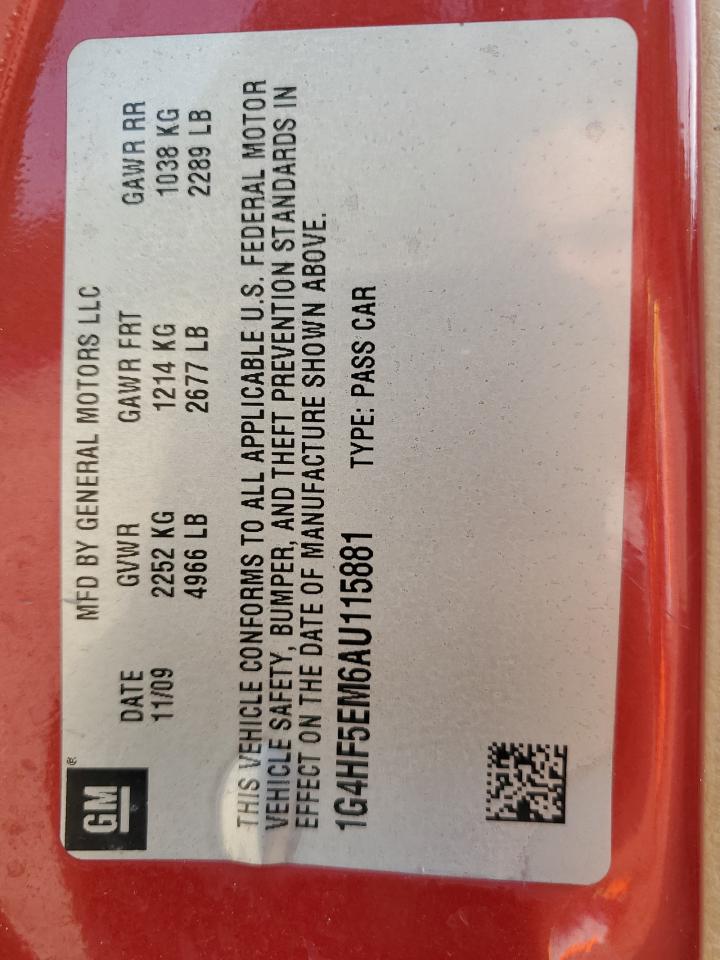 GM®
MFD BY GENERAL MOTORS LLC
DATE GVWR GAWR FRT GAWR RR
11/09 2252 KG 1214 KG 1038 KG
4966 LB 2677 LB 2289 LB
THIS VEHICLE CONFORMS TO ALL APPLICABLE U.S. FEDERAL MOTOR
VEHICLE SAFETY, BUMPER, AND THEFT PREVENTION STANDARDS IN
EFFECT ON THE DATE OF MANUFACTURE SHOWN ABOVE.
1G4HF5EM6AU115881 TYPE: PASS CAR